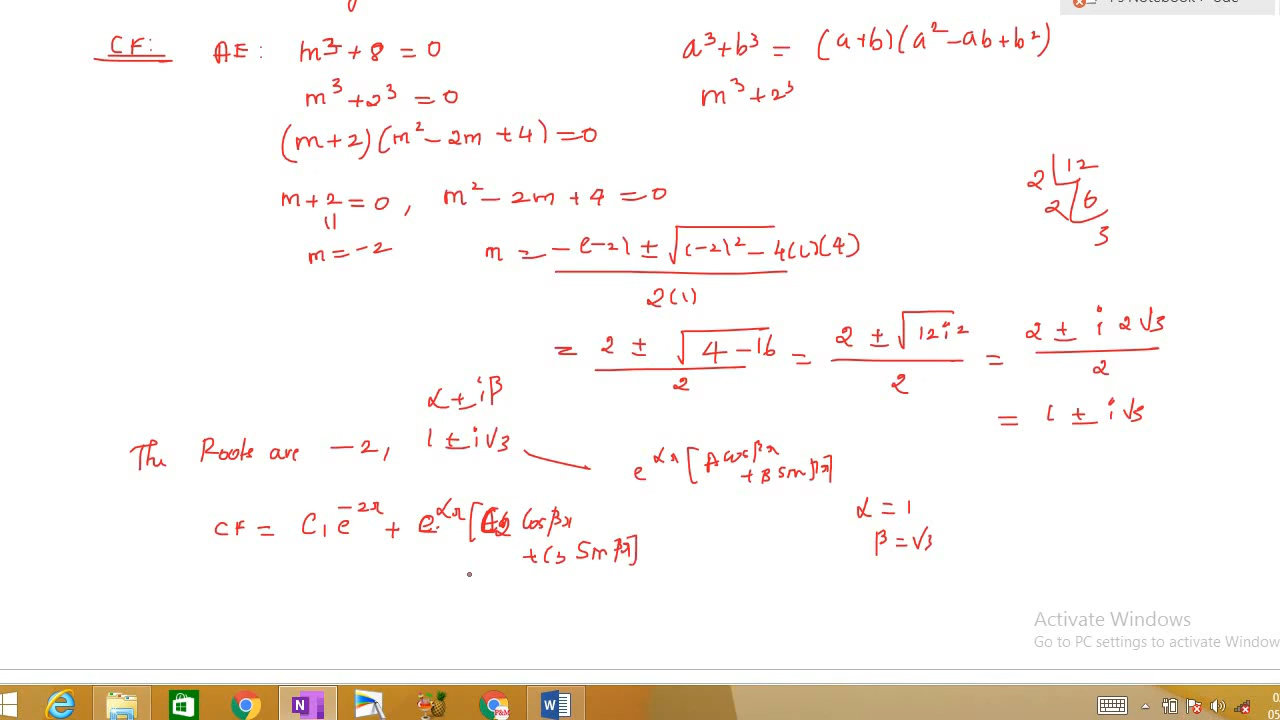 CF: AE: m³ + 8 = 0
a³ + b³ = (a+b)(a² - ab + b²)
m³ + 2³ = 0
m³ + 2³
(m+2)(m² - 2m + 4) = 0
m + 2 = 0, m² - 2m + 4 = 0
2 | 12
2 | 6
3
m = -2
m = -(-2) ± √(-2)² - 4(1)(4)
2(1)
= 2 ± √4 - 16 / 2 = 2 ± √12i² / 2 = 2 ± i 2√3 / 2
= 1 ± i√3
α ± iβ
The Roots are -2, 1 ± i√3
e^αx [A cos βx
+ B sin βx]
α = 1
β = √3
CF = C₁e^-2x + e^αx [C₂ Cos βx
+ C₃ Sin βx]
Activate Windows
Go to PC settings to activate Window